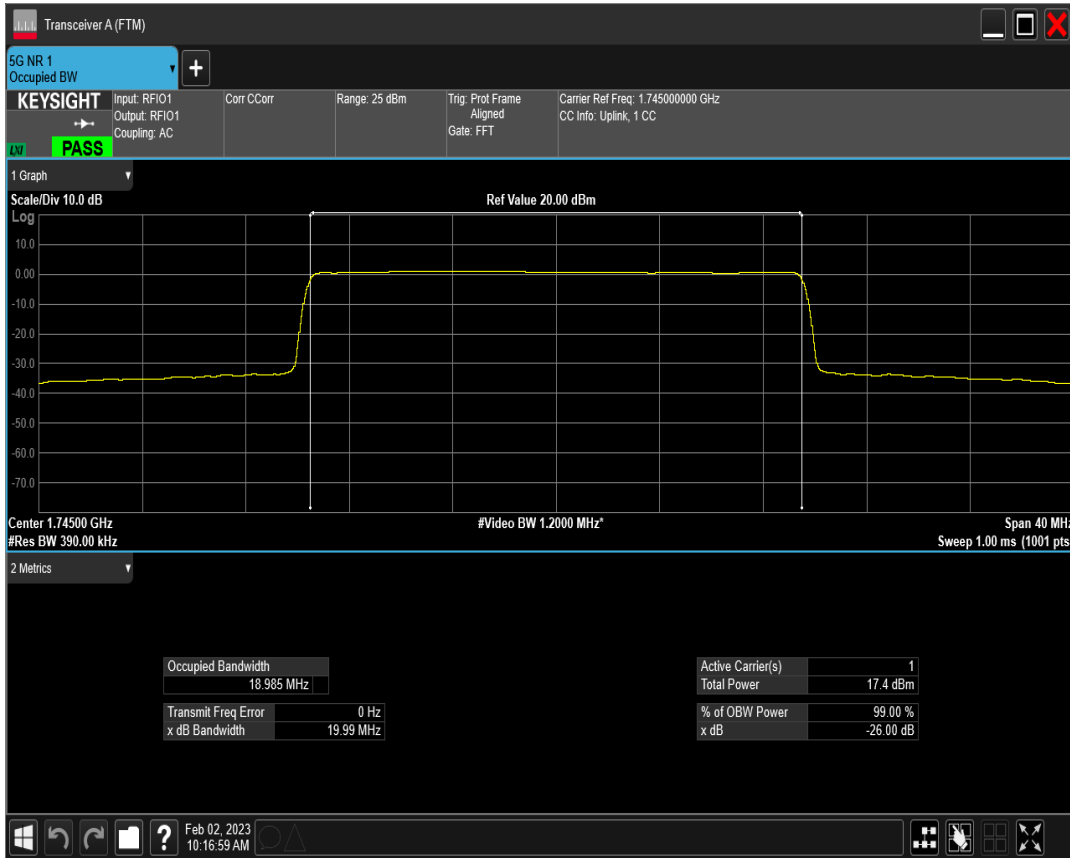 Transceiver A (FTM)
5G NR 1
Occupied BW
+
KEYSIGHT
LXI
PASS
Input: RFIO1
Output: RFIO1
Coupling: AC
Corr CCorr
Range: 25 dBm
Trig: Prot Frame
Aligned
Gate: FFT
Carrier Ref Freq: 1.745000000 GHz
CC Info: Uplink, 1 CC
1 Graph
Scale/Div 10.0 dB
Ref Value 20.00 dBm
Log
10.0
0.00
-10.0
-20.0
-30.0
-40.0
-50.0
-60.0
-70.0
Center 1.74500 GHz
#Video BW 1.2000 MHz*
Span 40 MHz
#Res BW 390.00 kHz
Sweep 1.00 ms (1001 pts
2 Metrics
Occupied Bandwidth
18.985 MHz
Transmit Freq Error 0 Hz
x dB Bandwidth 19.99 MHz
Active Carrier(s) 1
Total Power 17.4 dBm
% of OBW Power 99.00 %
x dB -26.00 dB
?
Feb 02, 2023
10:16:59 AM